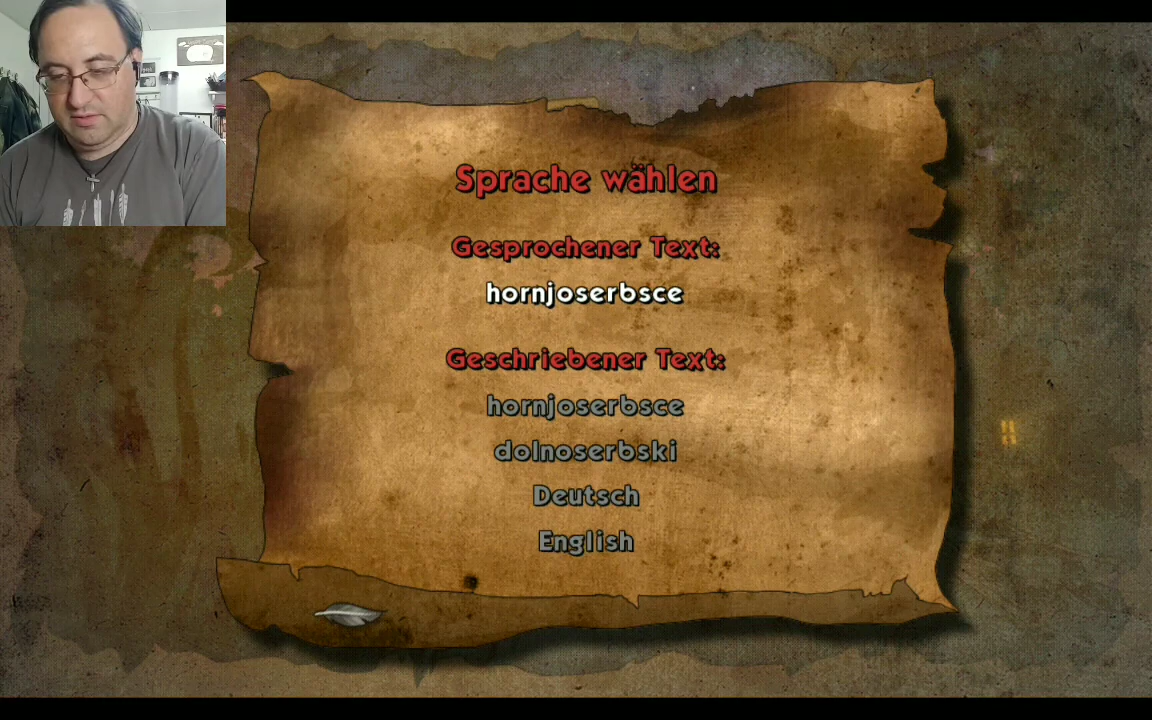 Sprache wählen
Gesprochener Text:
hornjoserbsce
Geschriebener Text:
hornjoserbsce
dolnoserbski
Deutsch
English